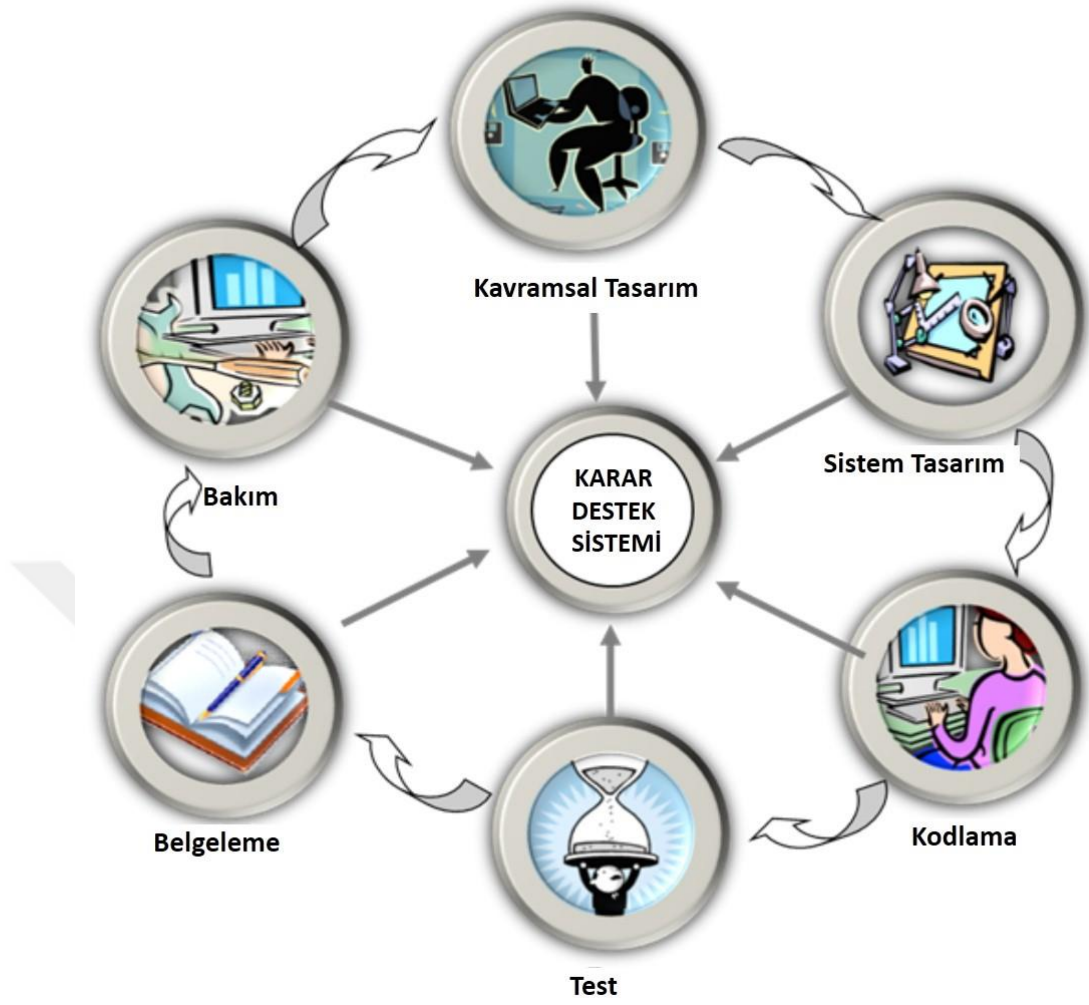 Kavramsal Tasarım
Sistem Tasarım
KARAR
DESTEK
SİSTEMİ
Bakım
Kodlama
Belgeleme
Test